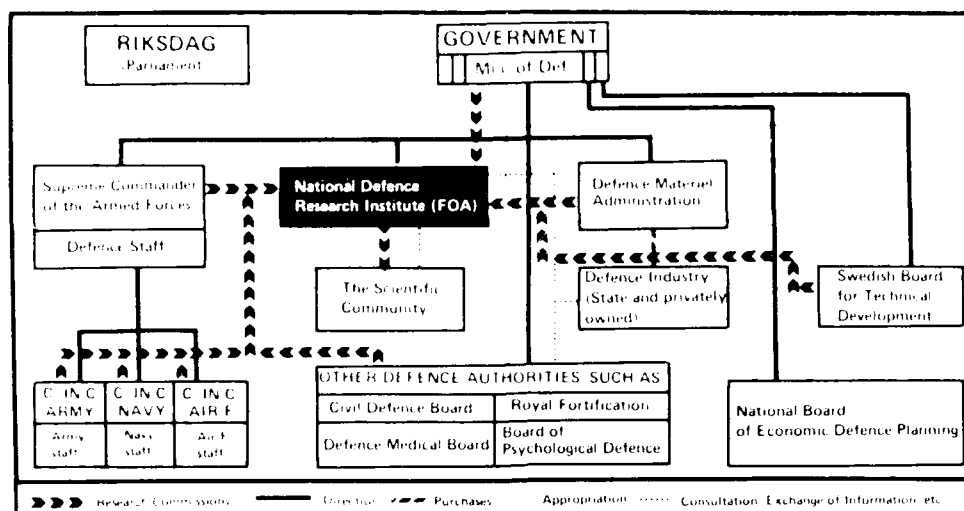 RIKSDAG
Parliament
GOVERNMENT
of Def
Supreme Commander
of the Armed Forces
Defence Staff
National Defence
Research Institute (FOA)
Defence Materiel
Administration
The Scientific
Community
Defence Industry
(State and privately
owned)
Swedish Board
for Technical
Development
C IN C
ARMY
C IN C
NAVY
C IN C
AIR F
Army
staff
Navy
staff
Air F
staff
OTHER DEFENCE AUTHORITIES SUCH AS
Civil Defence Board
Royal Fortification
Defence Medical Board
Board of
Psychological Defence
National Board
of Economic Defence Planning
Research Commissions Directive Purchases Appropriation Consultation Exchange of Information etc